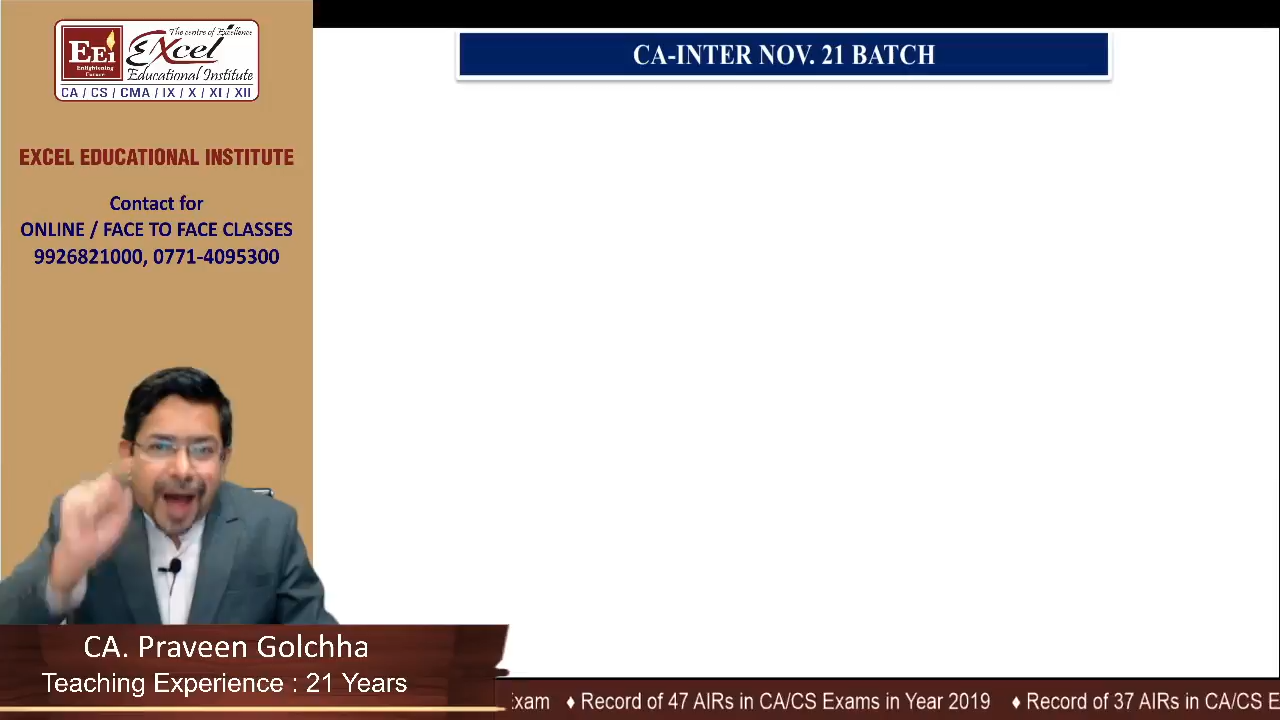 The centre of Excellence
EEi
Enlightening
Career
Excel
Educational Institute
CA / CS / CMA / IX / X / XI / XII
CA-INTER NOV. 21 BATCH
EXCEL EDUCATIONAL INSTITUTE
Contact for
ONLINE / FACE TO FACE CLASSES
9926821000, 0771-4095300
CA. Praveen Golchha
Teaching Experience : 21 Years
Exam ♦ Record of 47 AIRs in CA/CS Exams in Year 2019 ♦ Record of 37 AIRs in CA/CS E